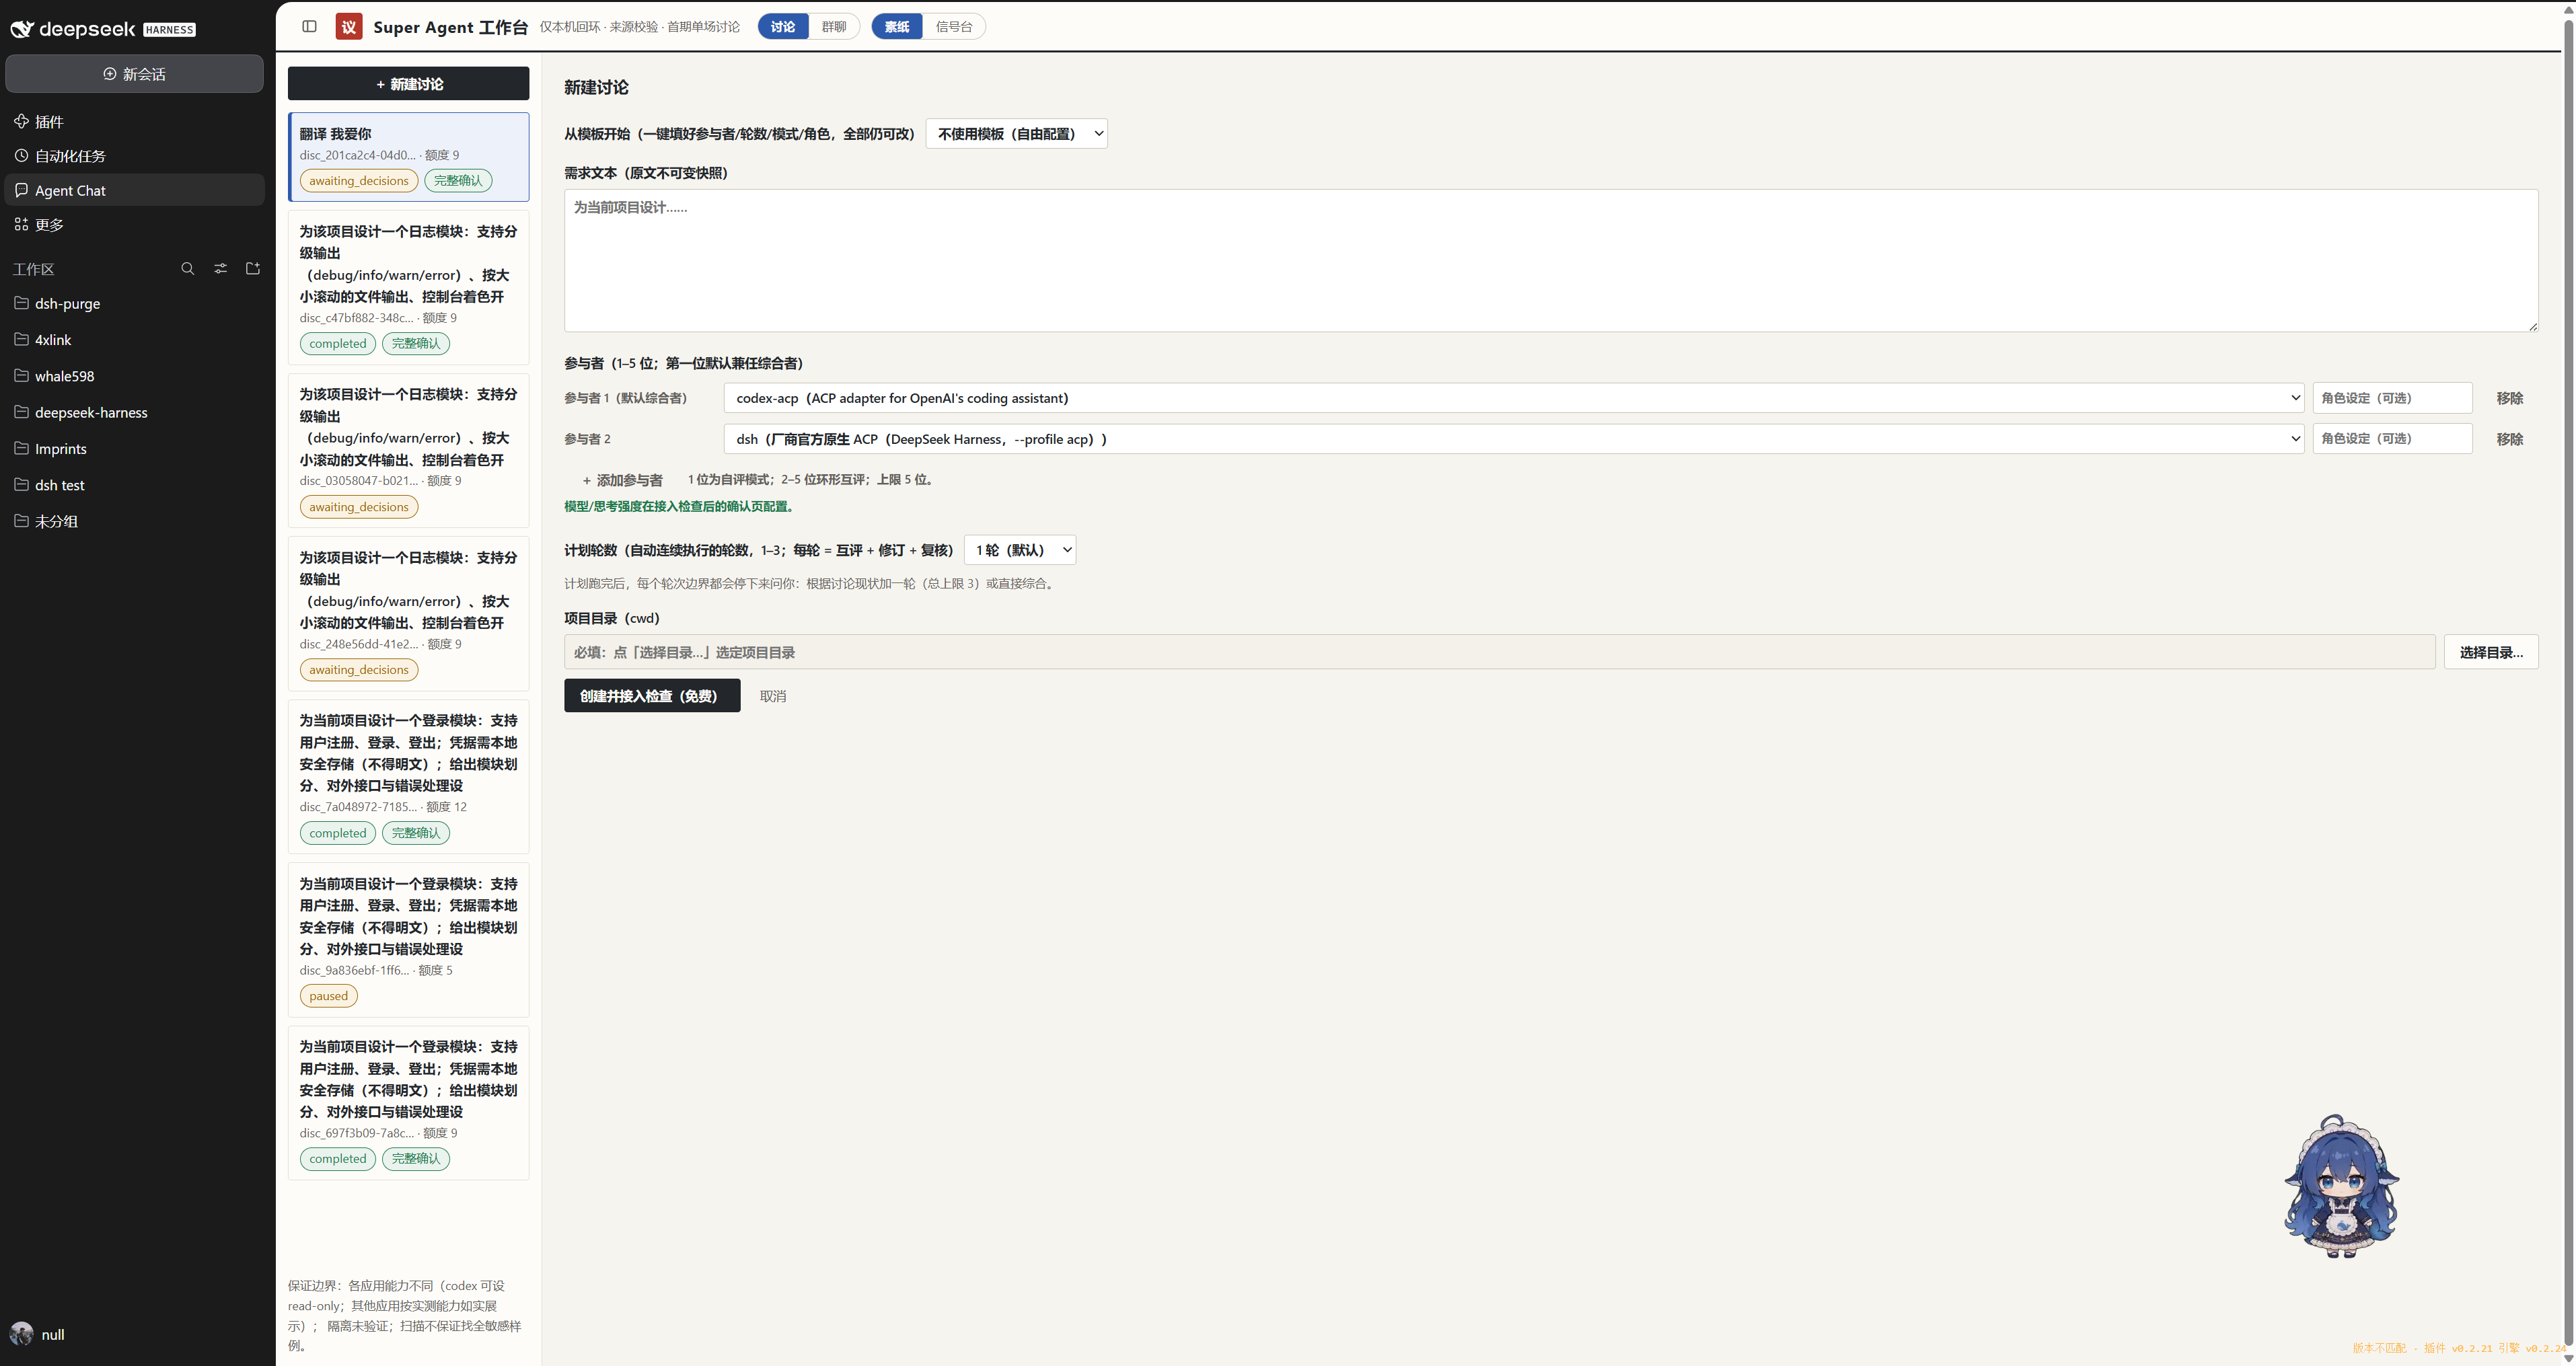 deepseek HARNESS
新会话
插件
自动化任务
Agent Chat
更多
工作区
dsh-purge
4xlink
whale598
deepseek-harness
Imprints
dsh test
未分组
null
议 Super Agent 工作台 仅本机回环 · 来源校验 · 首期单场讨论 讨论 群聊 素纸 信号台
+ 新建讨论
翻译 我爱你
disc_201ca2c4-04d0... · 额度 9
awaiting_decisions 完整确认
为该项目设计一个日志模块：支持分
级输出
（debug/info/warn/error）、按大
小滚动的文件输出、控制台着色开
disc_c47bf882-348c... · 额度 9
completed 完整确认
为该项目设计一个日志模块：支持分
级输出
（debug/info/warn/error）、按大
小滚动的文件输出、控制台着色开
disc_03058047-b021... · 额度 9
awaiting_decisions
为该项目设计一个日志模块：支持分
级输出
（debug/info/warn/error）、按大
小滚动的文件输出、控制台着色开
disc_248e56dd-41e2... · 额度 9
awaiting_decisions
为当前项目设计一个登录模块：支持
用户注册、登录、登出；凭据需本地
安全存储（不得明文）；给出模块划
分、对外接口与错误处理设
disc_7a048972-7185... · 额度 12
completed 完整确认
为当前项目设计一个登录模块：支持
用户注册、登录、登出；凭据需本地
安全存储（不得明文）；给出模块划
分、对外接口与错误处理设
disc_9a836ebf-1ff6... · 额度 5
paused
为当前项目设计一个登录模块：支持
用户注册、登录、登出；凭据需本地
安全存储（不得明文）；给出模块划
分、对外接口与错误处理设
disc_697f3b09-7a8c... · 额度 9
completed 完整确认
保证边界：各应用能力不同（codex 可设
read-only；其他应用按实测能力如实展
示）；隔离未验证；扫描不保证找全敏感样
例。
新建讨论
从模板开始（一键填好参与者/轮数/模式/角色，全部仍可改） 不使用模板（自由配置）
需求文本（原文不可变快照）
为当前项目设计……
参与者（1–5 位；第一位默认兼任综合者）
参与者 1（默认综合者） codex-acp（ACP adapter for OpenAI's coding assistant） 角色设定（可选） 移除
参与者 2 dsh（厂商官方原生 ACP（DeepSeek Harness，--profile acp）） 角色设定（可选） 移除
+ 添加参与者 1 位为自评模式；2–5 位环形互评；上限 5 位。
模型/思考强度在接入检查后的确认页配置。
计划轮数（自动连续执行的轮数，1–3；每轮 = 互评 + 修订 + 复核） 1 轮（默认）
计划跑完后，每个轮次边界都会停下来问你：根据讨论现状加一轮（总上限 3）或直接综合。
项目目录（cwd）
必填：点「选择目录…」选定项目目录 选择目录…
创建并接入检查（免费） 取消
版本不匹配 · 插件 v0.2.21 引擎 v0.2.24